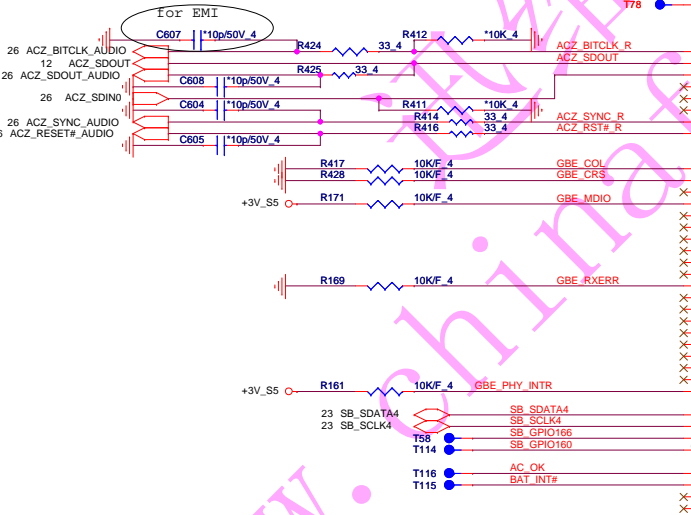 T78
for EMI
C607 *10p/50V_4 R412 *10K_4
26 ACZ_BITCLK_AUDIO R424 33_4 ACZ_BITCLK_R
12 ACZ_SDOUT ACZ_SDOUT
26 ACZ_SDOUT_AUDIO R425 33_4
C608 *10p/50V_4
26 ACZ_SDIN0
C604 *10p/50V_4 R411 *10K_4
26 ACZ_SYNC_AUDIO R414 33_4 ACZ_SYNC_R
ACZ_RESET#_AUDIO R416 33_4 ACZ_RST#_R
C605 *10p/50V_4
R417 10K/F_4 GBE_COL
R428 10K/F_4 GBE_CRS
+3V_S5 R171 10K/F_4 GBE_MDIO
R169 10K/F_4 GBE_RXERR
+3V_S5 R161 10K/F_4 GBE_PHY_INTR
23 SB_SDATA4 SB_SDATA4
23 SB_SCLK4 SB_SCLK4
T58 SB_GPIO166
T114 SB_GPIO160
T116 AC_OK
T115 BAT_INT#
w.chinaf